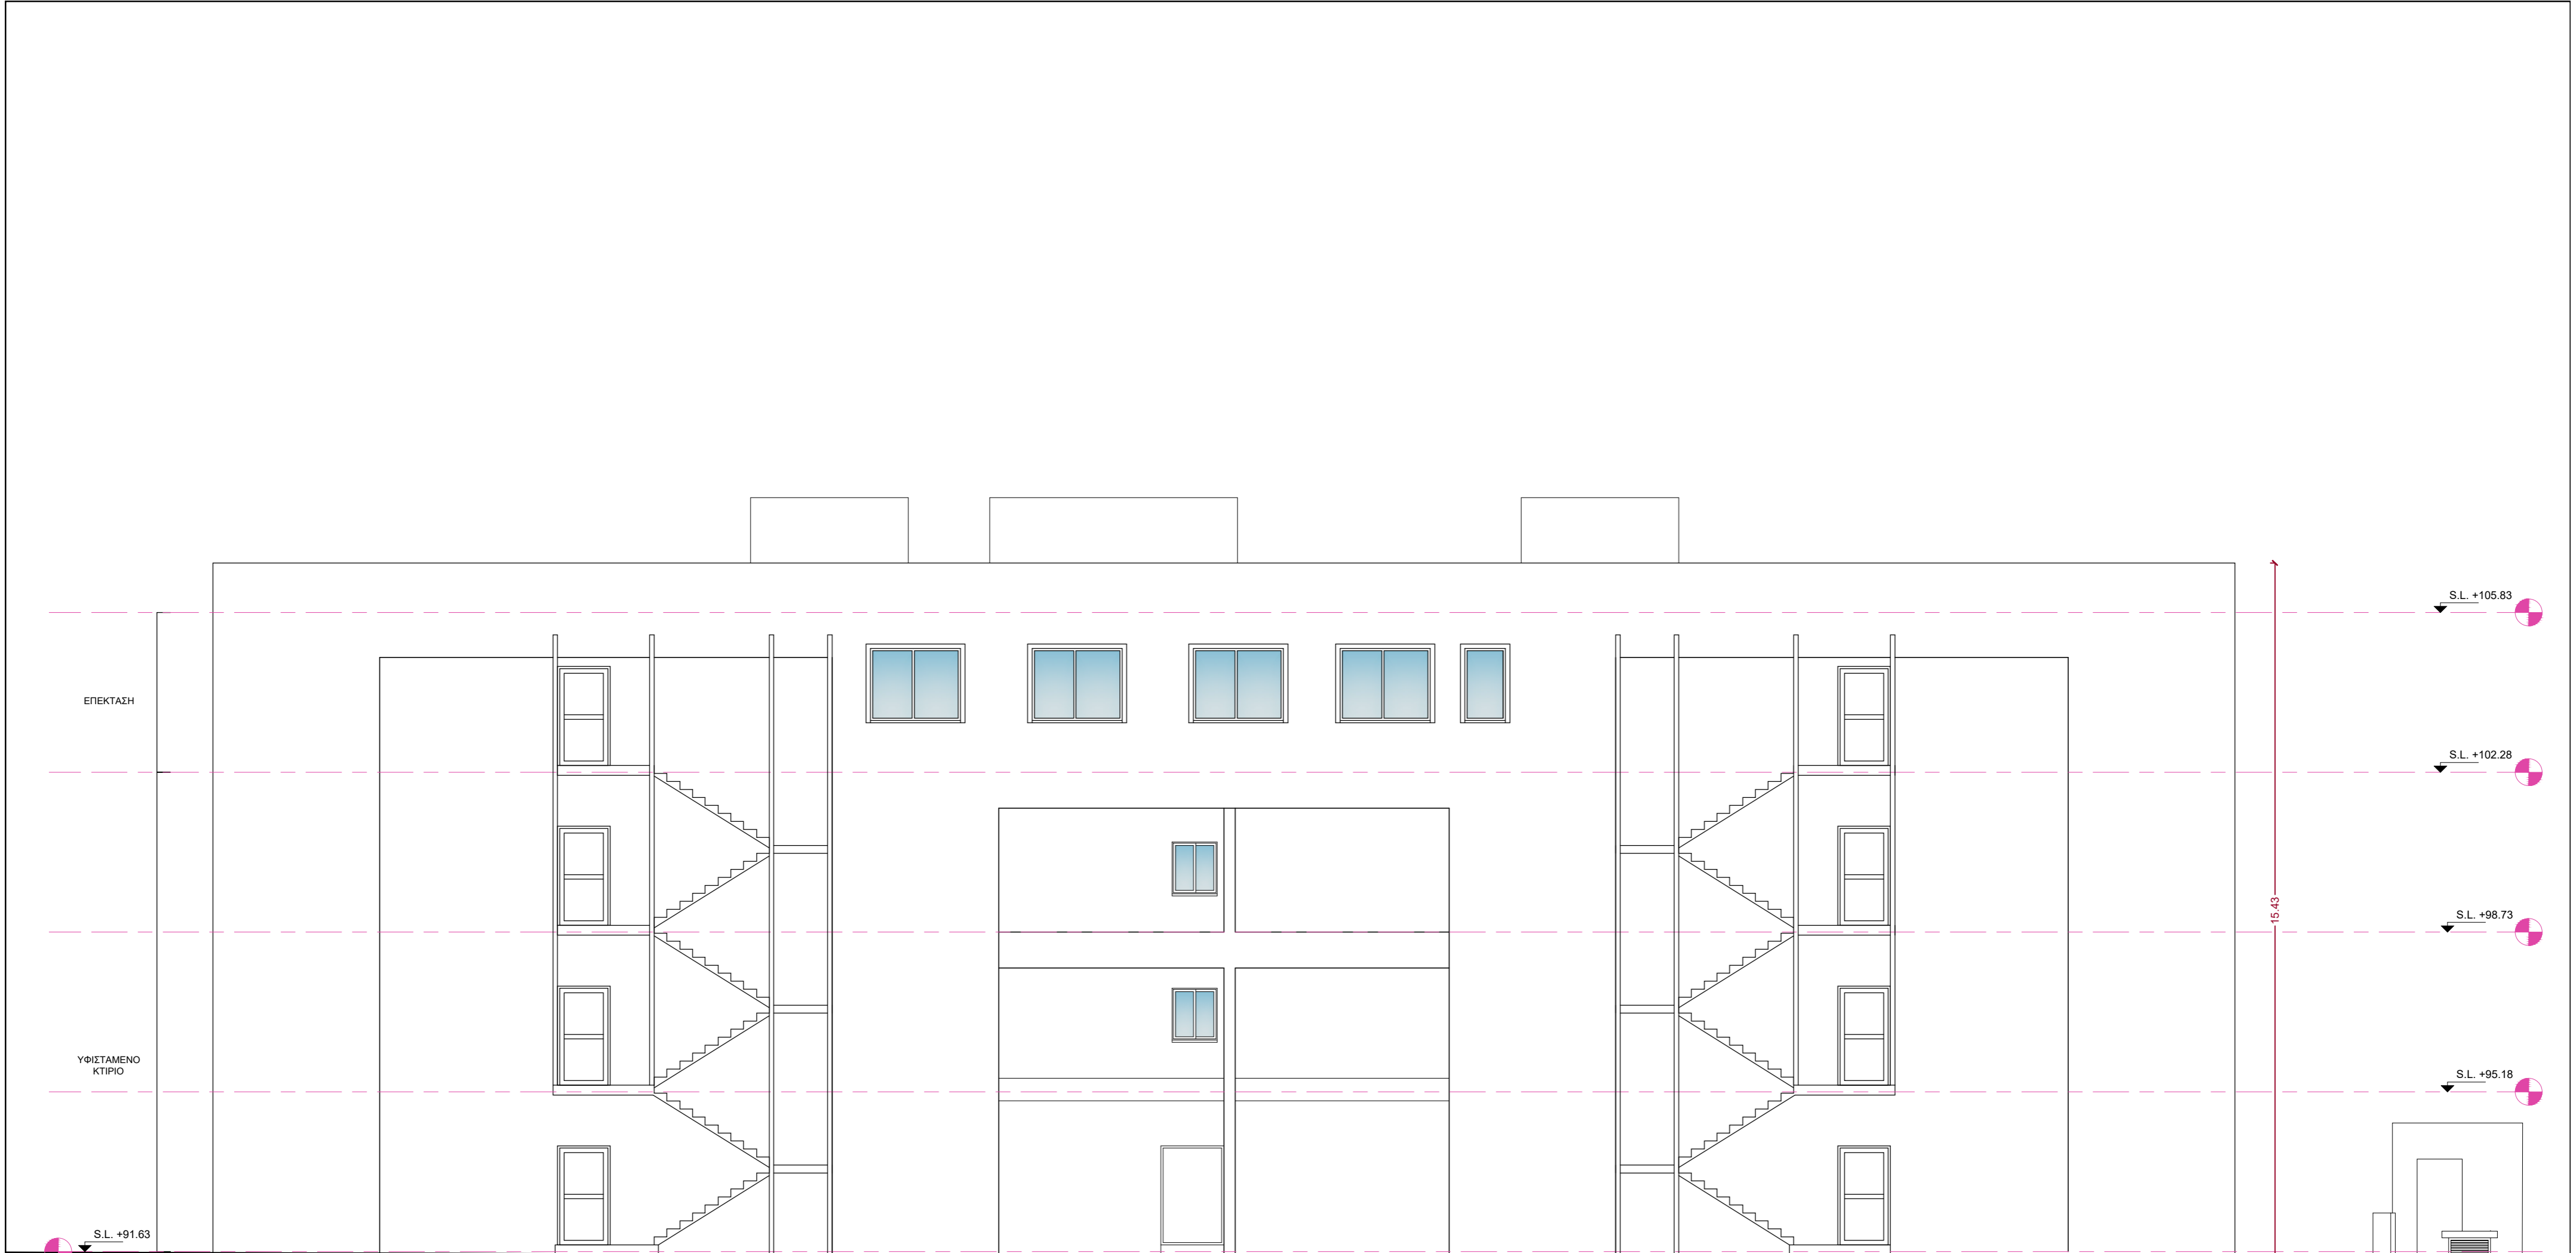 S.L. +105.83
ΕΠΕΚΤΑΣΗ
S.L. +102.28
15.43
S.L. +98.73
ΥΦΙΣΤΑΜΕΝΟ
ΚΤΙΡΙΟ
S.L. +95.18
S.L. +91.63